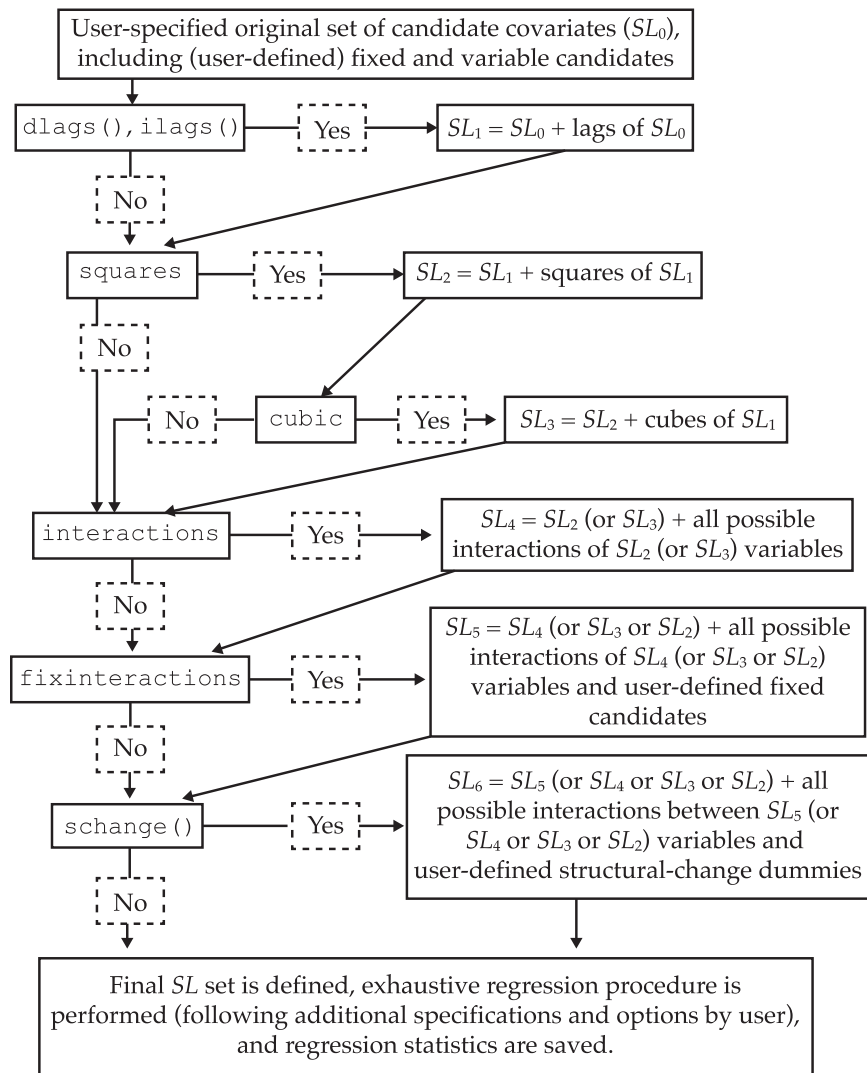 User-specified original set of candidate covariates (SL₀),
including (user-defined) fixed and variable candidates
dlags(), ilags()
Yes
SL₁ = SL₀ + lags of SL₀
No
squares
Yes
SL₂ = SL₁ + squares of SL₁
No
No
cubic
Yes
SL₃ = SL₂ + cubes of SL₁
interactions
Yes
SL₄ = SL₂ (or SL₃) + all possible
interactions of SL₂ (or SL₃) variables
No
fixinteractions
Yes
SL₅ = SL₄ (or SL₃ or SL₂) + all possible
interactions of SL₄ (or SL₃ or SL₂)
variables and user-defined fixed
candidates
No
schange()
Yes
SL₆ = SL₅ (or SL₄ or SL₃ or SL₂) + all
possible interactions between SL₅ (or
SL₄ or SL₃ or SL₂) variables and
user-defined structural-change dummies
No
Final SL set is defined, exhaustive regression procedure is
performed (following additional specifications and options by user),
and regression statistics are saved.